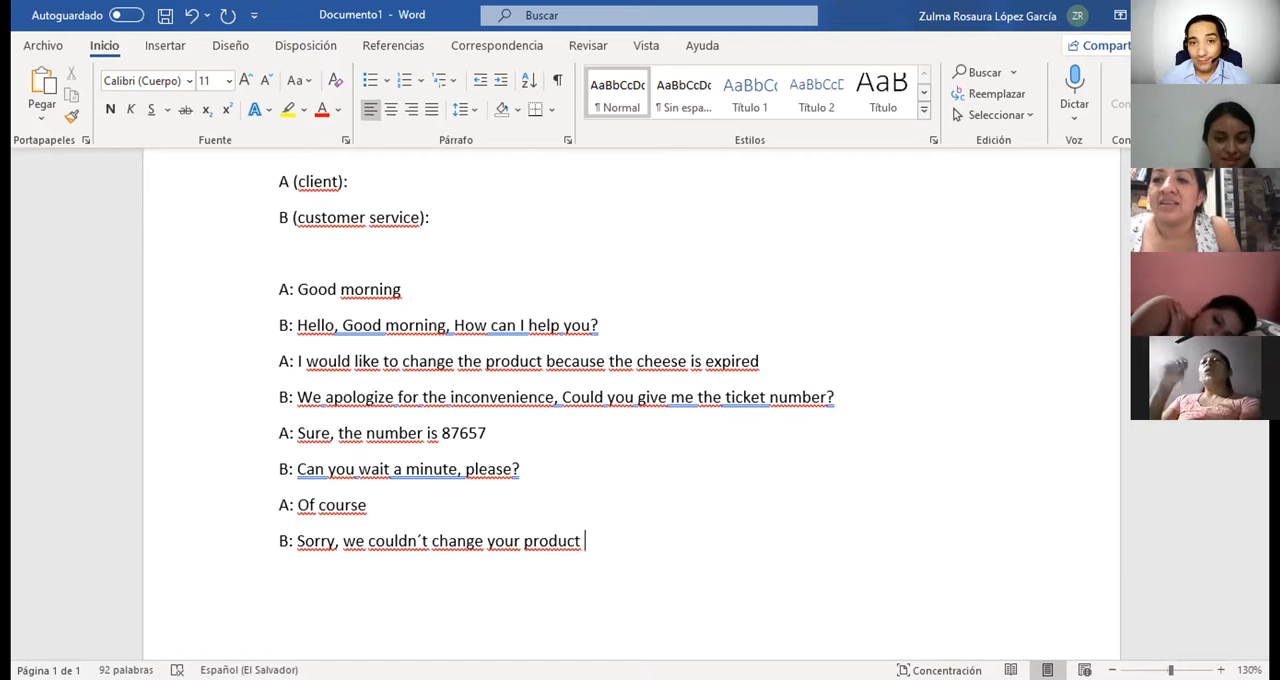 Autoguardado
Documento1 - Word
Buscar
Zulma Rosaura López García
ZR
Archivo
Inicio
Insertar
Diseño
Disposición
Referencias
Correspondencia
Revisar
Vista
Ayuda
Compart
Pegar
Portapapeles
Calibri (Cuerpo)
11
Aa
N K S ab x₂ x² A A
Fuente
Párrafo
AaBbCcDc
¶ Normal
AaBbCcDc
¶ Sin espa...
AaBbCc
Título 1
AaBbCcD
Título 2
AaB
Título
Estilos
Buscar
Reemplazar
Seleccionar
Edición
Dictar
Voz
A (client):
B (customer service):
A: Good morning
B: Hello, Good morning, How can I help you?
A: I would like to change the product because the cheese is expired
B: We apologize for the inconvenience, Could you give me the ticket number?
A: Sure, the number is 87657
B: Can you wait a minute, please?
A: Of course
B: Sorry, we couldn´t change your product
Página 1 de 1
92 palabras
Español (El Salvador)
Concentración
130%